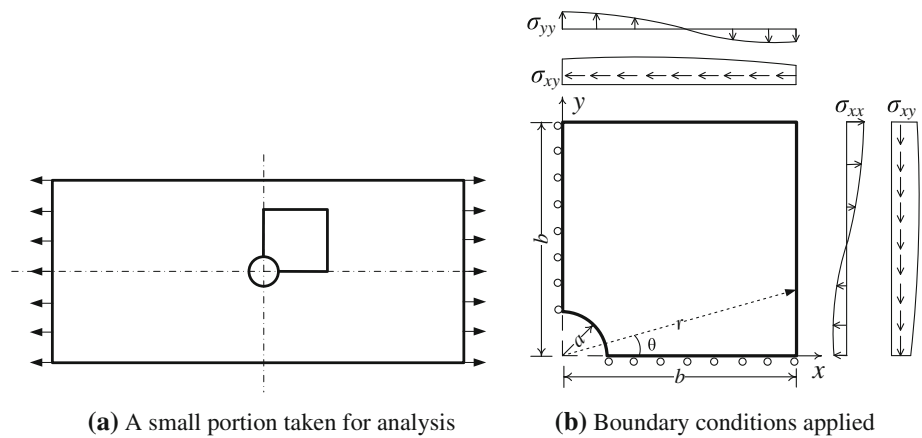 σyy
σxy
y
σxx
σxy
b
a
r
θ
x
b
(a) A small portion taken for analysis
(b) Boundary conditions applied